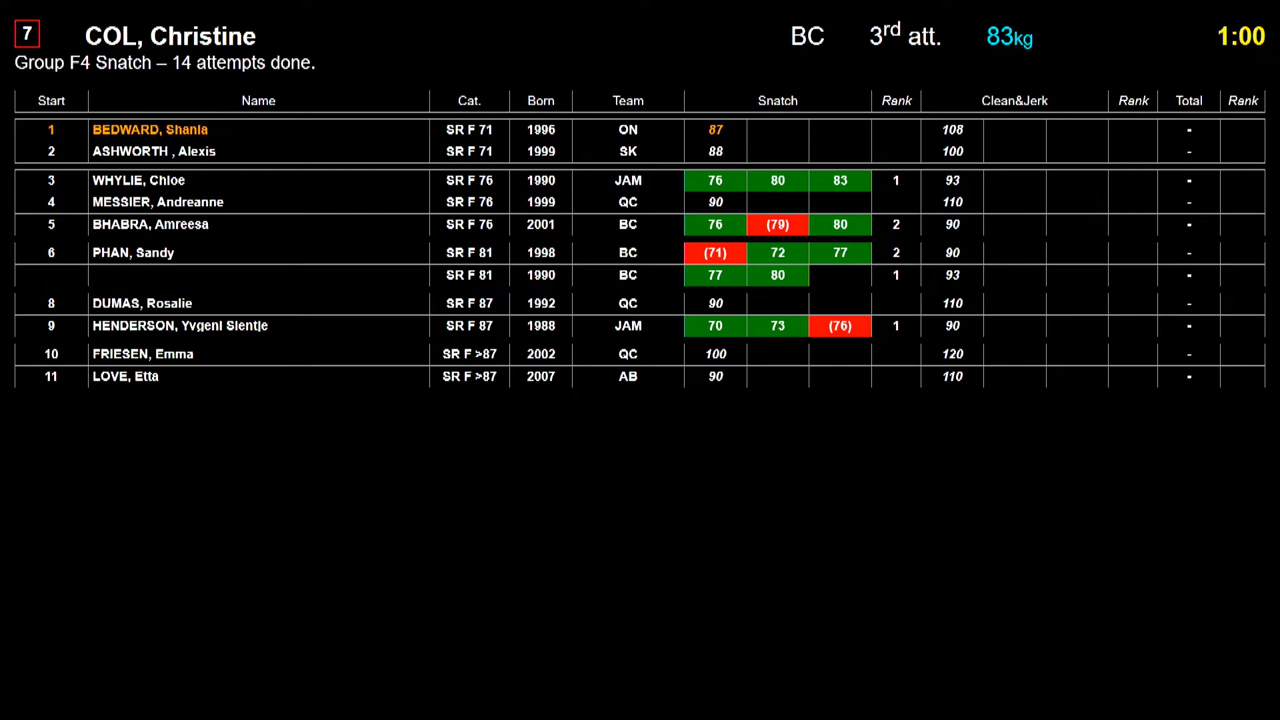 7 COL, Christine BC 3rd att. 83kg 1:00
Group F4 Snatch – 14 attempts done.
Start Name Cat. Born Team Snatch Rank Clean&Jerk Rank Total Rank
1 BEDWARD, Shania SR F 71 1996 ON 87 108 -
2 ASHWORTH , Alexis SR F 71 1999 SK 88 100 -
3 WHYLIE, Chloe SR F 76 1990 JAM 76 80 83 1 93 -
4 MESSIER, Andreanne SR F 76 1999 QC 90 110 -
5 BHABRA, Amreesa SR F 76 2001 BC 76 (79) 80 2 90 -
6 PHAN, Sandy SR F 81 1998 BC (71) 72 77 2 90 -
SR F 81 1990 BC 77 80 1 93 -
8 DUMAS, Rosalie SR F 87 1992 QC 90 110 -
9 HENDERSON, Yvgeni Sientje SR F 87 1988 JAM 70 73 (76) 1 90 -
10 FRIESEN, Emma SR F >87 2002 QC 100 120 -
11 LOVE, Etta SR F >87 2007 AB 90 110 -